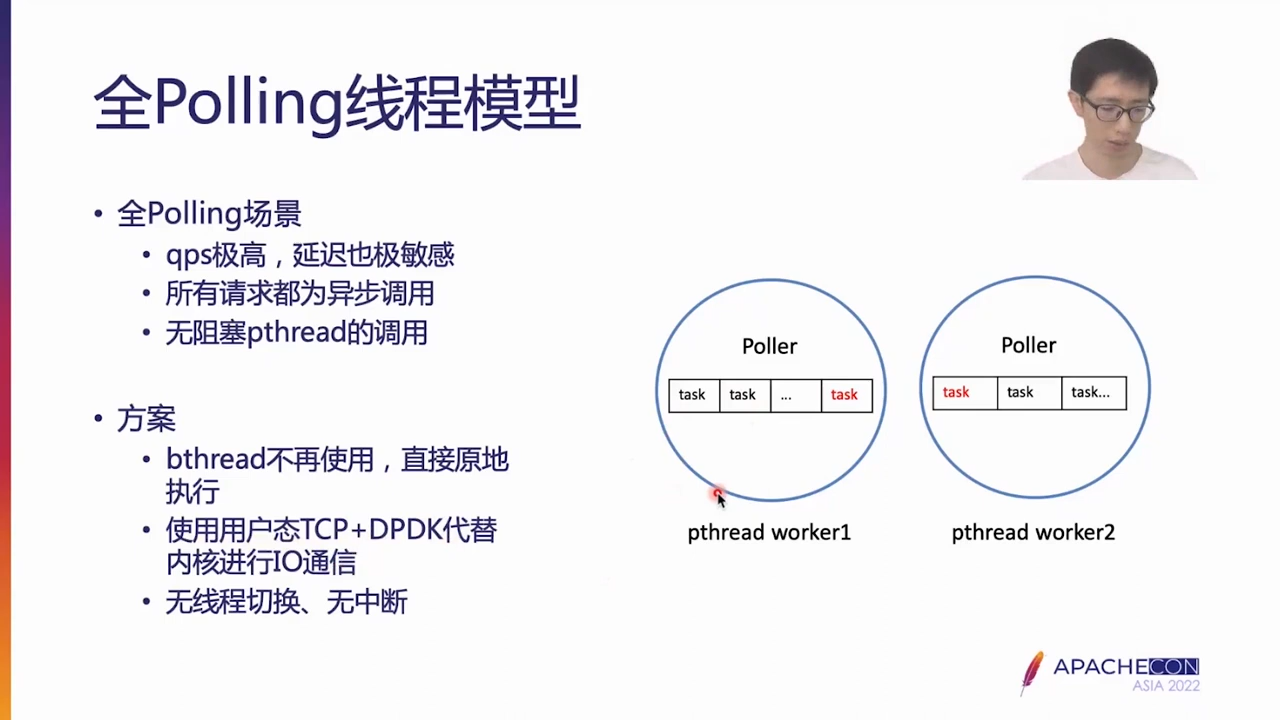 全Polling线程模型
• 全Polling场景
• qps极高，延迟也极敏感
• 所有请求都为异步调用
• 无阻塞pthread的调用
• 方案
• bthread不再使用，直接原地
执行
• 使用用户态TCP+DPDK代替
内核进行IO通信
• 无线程切换、无中断
Poller
task task ... task
pthread worker1
Poller
task task task...
pthread worker2
APACHECON
ASIA 2022